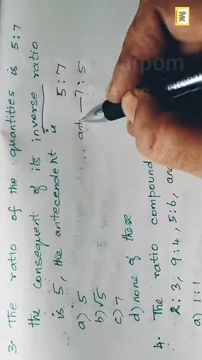 3. The ratio of the quantities is 5:7
the consequent of its inverse ratio
is 5, the antecendent is
5:7
ant 7:5
a) 5
b) √5
c) 7
d) none of these
4. The ratio compound
2:3, 9:4, 5:6, an
a) 1:1